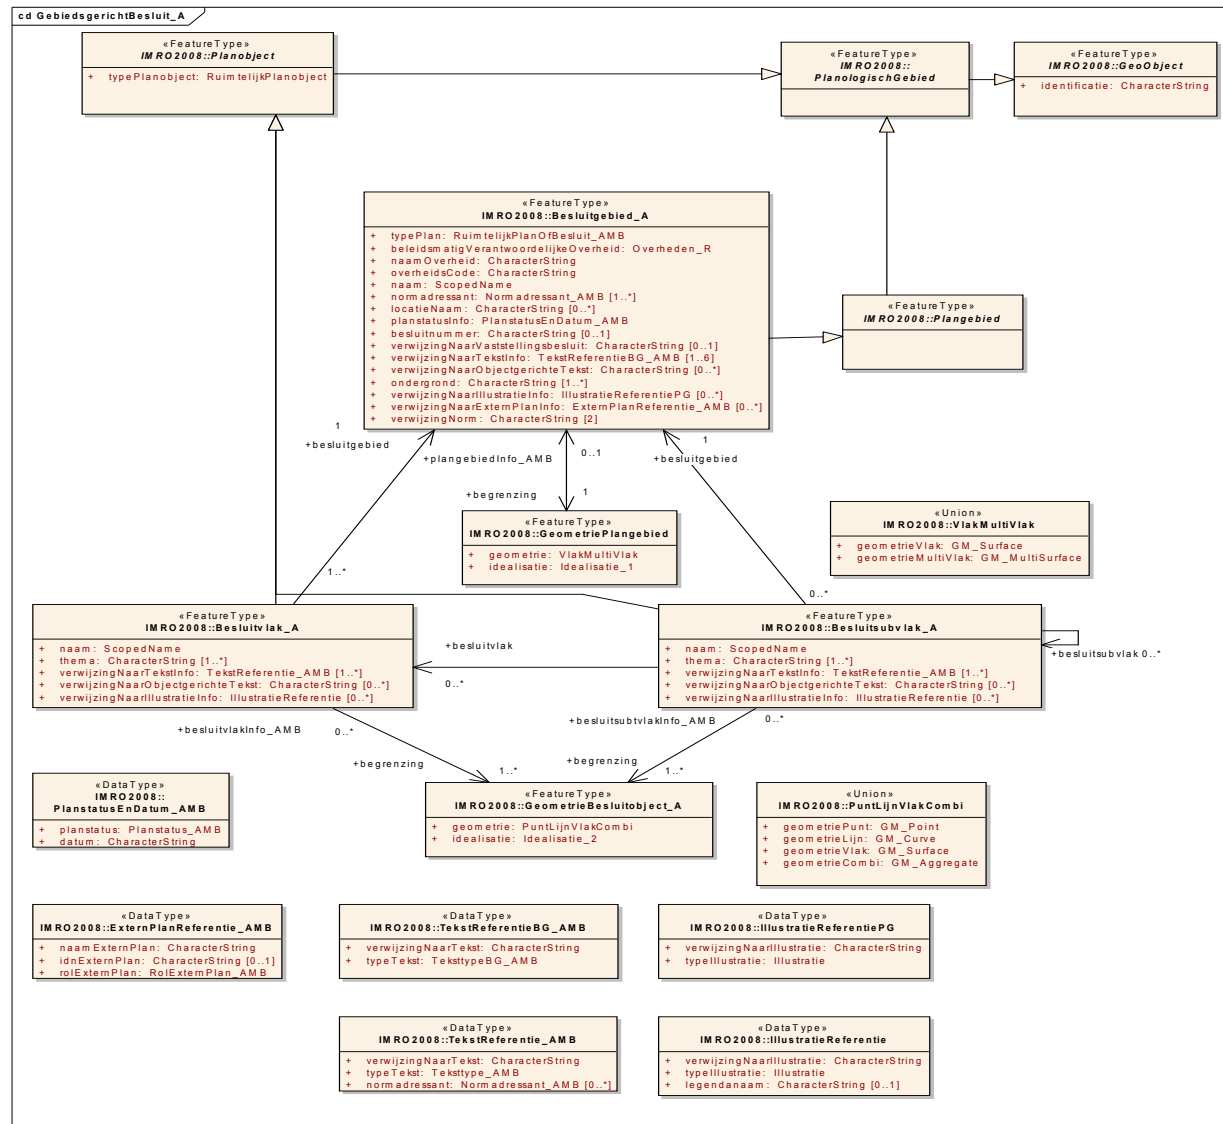 cd GebiedsgerichtBesluit_A
«FeatureType»
IMRO2008::Planobject
+ typePlanobject: RuimtelijkPlanobject
«FeatureType»
IMRO2008::
PlanologischGebied
«FeatureType»
IMRO2008::GeoObject
+ identificatie: CharacterString
«FeatureType»
IMRO2008::Besluitgebied_A
+ typePlan: RuimtelijkPlanOfBesluit_AMB
+ beleidsmatigVerantwoordelijkeOverheid: Overheden_R
+ naamOverheid: CharacterString
+ overheidsCode: CharacterString
+ naam: ScopedName
+ normadressant: Normadressant_AMB [1..*]
+ locatieNaam: CharacterString [0..*]
+ planstatusInfo: PlanstatusEnDatum_AMB
+ besluitnummer: CharacterString [0..1]
+ verwijzingNaarVaststellingsbesluit: CharacterString [0..1]
+ verwijzingNaarTekstInfo: TekstReferentieBG_AMB [1..6]
+ verwijzingNaarObjectgerichteTekst: CharacterString [0..*]
+ ondergrond: CharacterString [1..*]
+ verwijzingNaarIllustratieInfo: IllustratieReferentiePG [0..*]
+ verwijzingNaarExternPlanInfo: ExternPlanReferentie_AMB [0..*]
+ verwijzingNorm: CharacterString [2]
«FeatureType»
IMRO2008::Plangebied
1
+besluitgebied
+plangebiedInfo_AMB
0..1
1
+besluitgebied
+begrenzing
1
«FeatureType»
IMRO2008::GeometriePlangebied
+ geometrie: VlakMultiVlak
+ idealisatie: Idealisatie_1
«Union»
IMRO2008::VlakMultiVlak
+ geometrieVlak: GM_Surface
+ geometrieMultiVlak: GM_MultiSurface
1..*
0..*
«FeatureType»
IMRO2008::Besluitvlak_A
+ naam: ScopedName
+ thema: CharacterString [1..*]
+ verwijzingNaarTekstInfo: TekstReferentie_AMB [1..*]
+ verwijzingNaarObjectgerichteTekst: CharacterString [0..*]
+ verwijzingNaarIllustratieInfo: IllustratieReferentie [0..*]
+besluitvlak
0..*
«FeatureType»
IMRO2008::Besluitsubvlak_A
+ naam: ScopedName
+ thema: CharacterString [1..*]
+ verwijzingNaarTekstInfo: TekstReferentie_AMB [1..*]
+ verwijzingNaarObjectgerichteTekst: CharacterString [0..*]
+ verwijzingNaarIllustratieInfo: IllustratieReferentie [0..*]
+besluitsubvlak 0..*
+besluitvlakInfo_AMB
0..*
+begrenzing
1..*
+besluitsubtvlakInfo_AMB
0..*
+begrenzing
1..*
«DataType»
IMRO2008::
PlanstatusEnDatum_AMB
+ planstatus: Planstatus_AMB
+ datum: CharacterString
«FeatureType»
IMRO2008::GeometrieBesluitobject_A
+ geometrie: PuntLijnVlakCombi
+ idealisatie: Idealisatie_2
«Union»
IMRO2008::PuntLijnVlakCombi
+ geometriePunt: GM_Point
+ geometrieLijn: GM_Curve
+ geometrieVlak: GM_Surface
+ geometrieCombi: GM_Aggregate
«DataType»
IMRO2008::ExternPlanReferentie_AMB
+ naamExternPlan: CharacterString
+ idnExternPlan: CharacterString [0..1]
+ rolExternPlan: RolExternPlan_AMB
«DataType»
IMRO2008::TekstReferentieBG_AMB
+ verwijzingNaarTekst: CharacterString
+ typeTekst: TeksttypeBG_AMB
«DataType»
IMRO2008::IllustratieReferentiePG
+ verwijzingNaarIllustratie: CharacterString
+ typeIllustratie: Illustratie
«DataType»
IMRO2008::TekstReferentie_AMB
+ verwijzingNaarTekst: CharacterString
+ typeTekst: Teksttype_AMB
+ normadressant: Normadressant_AMB [0..*]
«DataType»
IMRO2008::IllustratieReferentie
+ verwijzingNaarIllustratie: CharacterString
+ typeIllustratie: Illustratie
+ legendanaam: CharacterString [0..1]